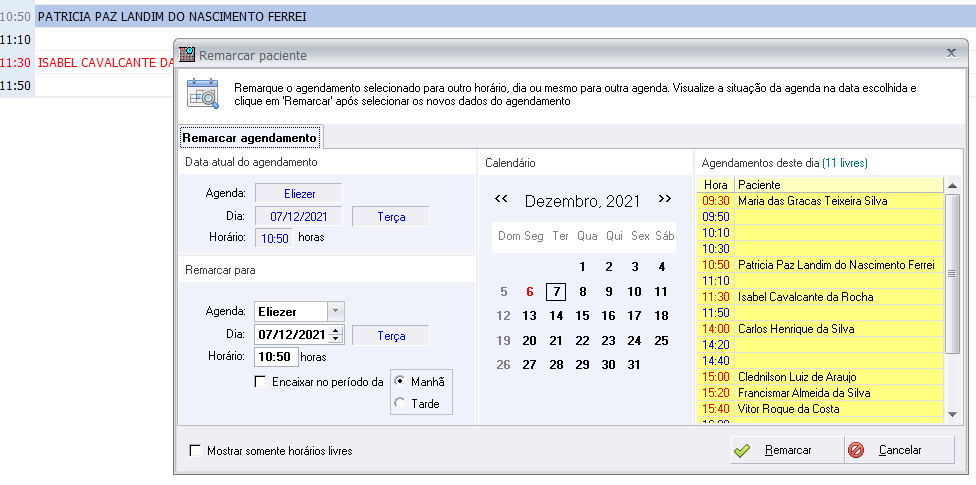 10:50 PATRICIA PAZ LANDIM DO NASCIMENTO FERREI
11:10
11:30 ISABEL CAVALCANTE DA
11:50
Remarcar paciente
Remarque o agendamento selecionado para outro horário, dia ou mesmo para outra agenda. Visualize a situação da agenda na data escolhida e
clique em 'Remarcar' após selecionar os novos dados do agendamento
Remarcar agendamento
Data atual do agendamento
Agenda: Eliezer
Dia: 07/12/2021 Terça
Horário: 10:50 horas
Remarcar para
Agenda: Eliezer
Dia: 07/12/2021 Terça
Horário: 10:50 horas
Encaixar no período da
Manhã
Tarde
Calendário
<< Dezembro, 2021 >>
Dom Seg Ter Qua Qui Sex Sáb
1 2 3 4
5 6 7 8 9 10 11
12 13 14 15 16 17 18
19 20 21 22 23 24 25
26 27 28 29 30 31
Agendamentos deste dia (11 livres)
Hora Paciente
09:30 Maria das Gracas Teixeira Silva
09:50
10:10
10:30
10:50 Patricia Paz Landim do Nascimento Ferrei
11:10
11:30 Isabel Cavalcante da Rocha
11:50
14:00 Carlos Henrique da Silva
14:20
14:40
15:00 Clednilson Luiz de Araujo
15:20 Francismar Almeida da Silva
15:40 Vitor Roque da Costa
Mostrar somente horários livres
Remarcar
Cancelar